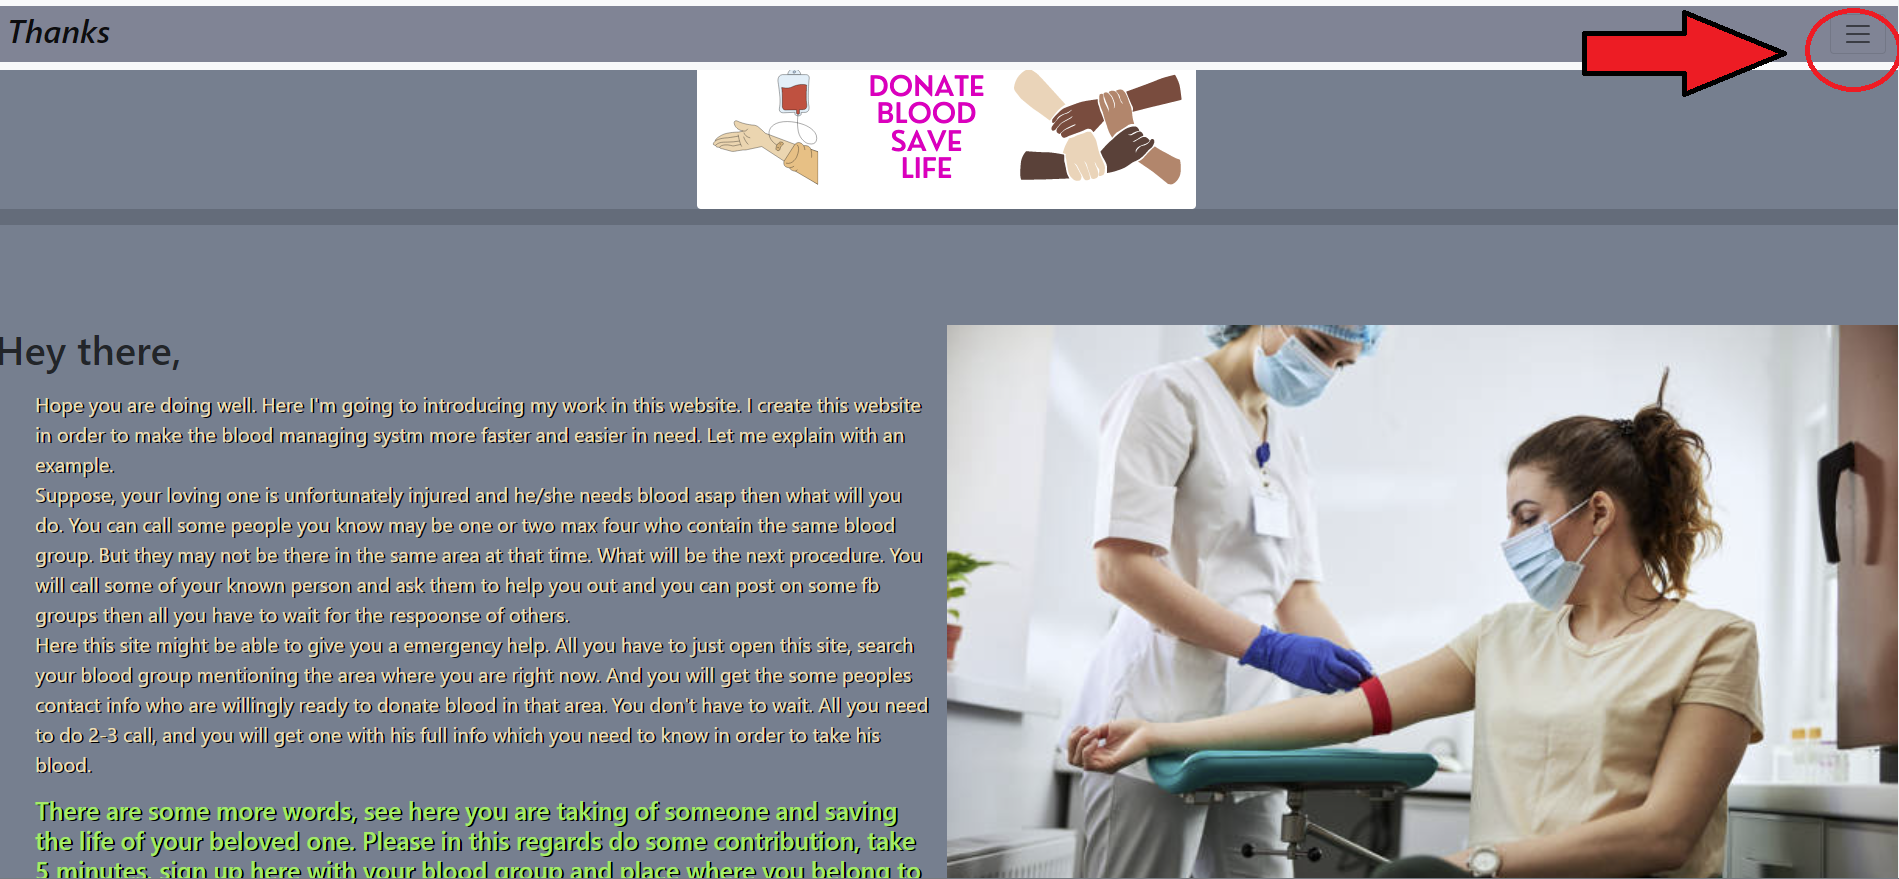 Thanks
DONATE
BLOOD
SAVE
LIFE
Hey there,
Hope you are doing well. Here I'm going to introducing my work in this website. I create this website
in order to make the blood managing systm more faster and easier in need. Let me explain with an
example.
Suppose, your loving one is unfortunately injured and he/she needs blood asap then what will you
do. You can call some people you know may be one or two max four who contain the same blood
group. But they may not be there in the same area at that time. What will be the next procedure. You
will call some of your known person and ask them to help you out and you can post on some fb
groups then all you have to wait for the respoonse of others.
Here this site might be able to give you a emergency help. All you have to just open this site, search
your blood group mentioning the area where you are right now. And you will get the some peoples
contact info who are willingly ready to donate blood in that area. You don't have to wait. All you need
to do 2-3 call, and you will get one with his full info which you need to know in order to take his
blood.
There are some more words, see here you are taking of someone and saving
the life of your beloved one. Please in this regards do some contribution, take
5 minutes, sign up here with your blood group and place where you belong to